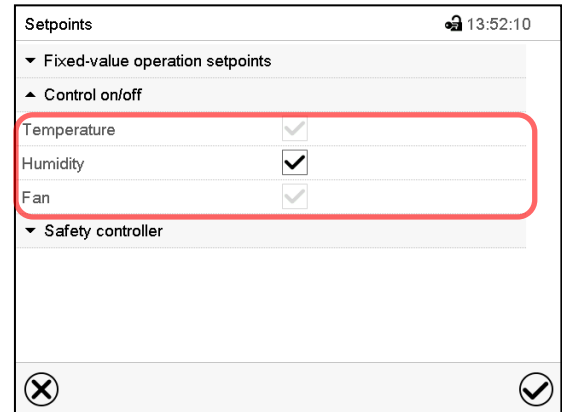 Setpoints 13:52:10
Fixed-value operation setpoints
Control on/off
Temperature
Humidity
Fan
Safety controller